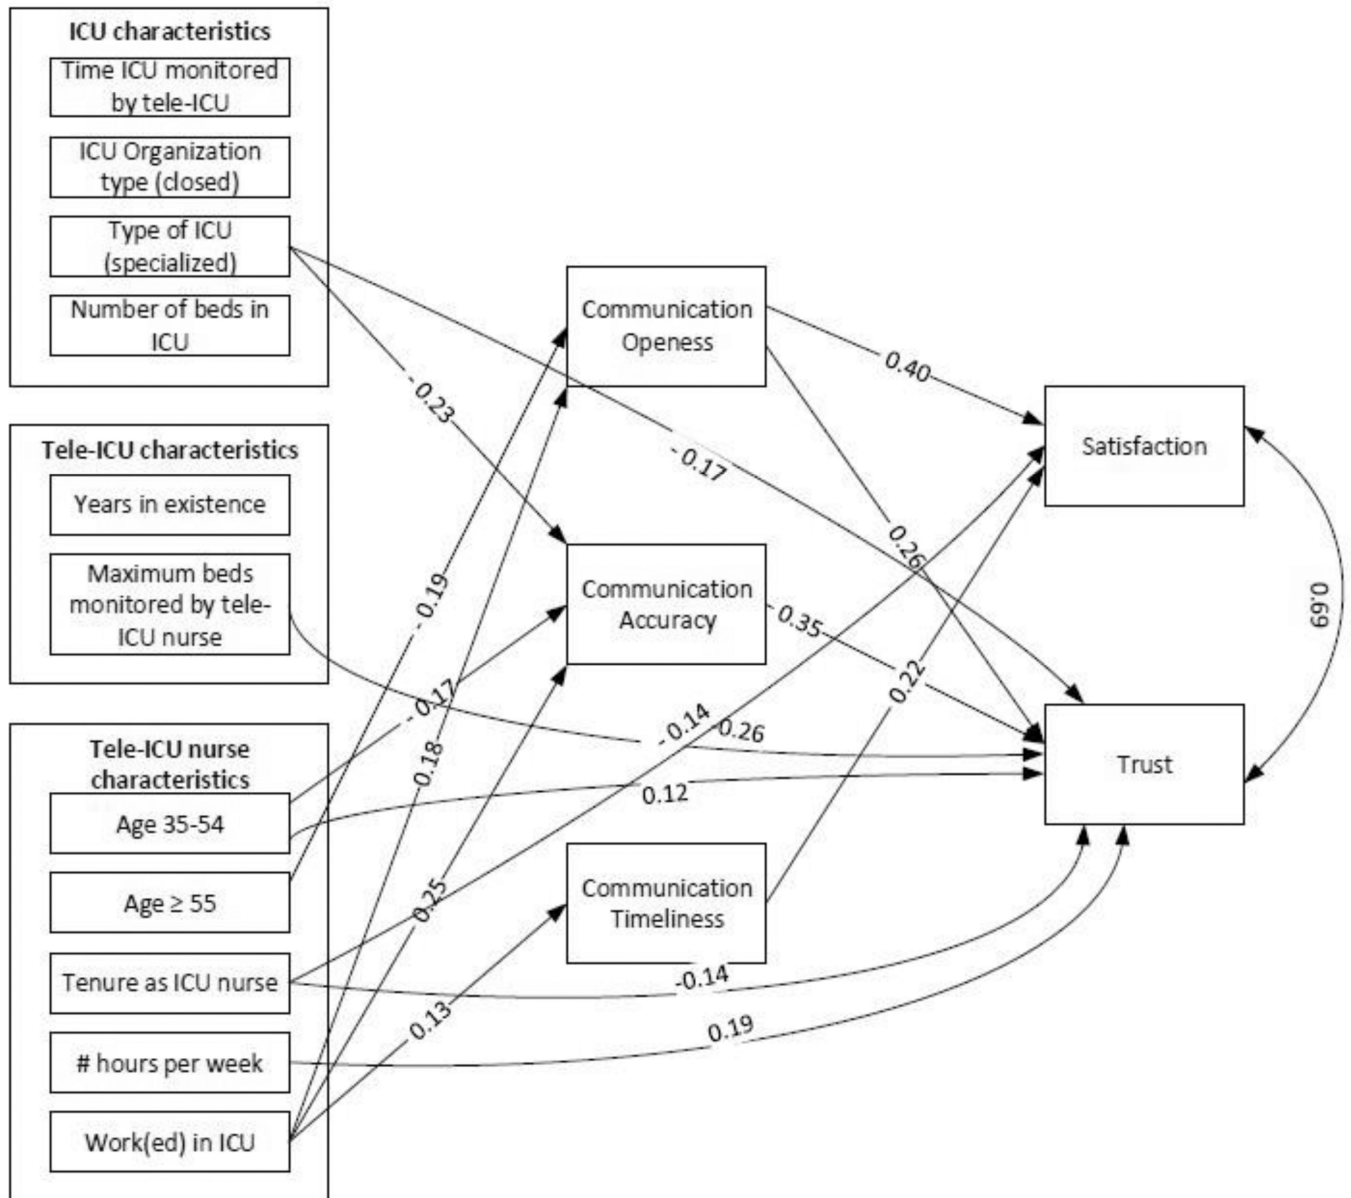 ICU characteristics
Time ICU monitored
by tele-ICU
ICU Organization
type (closed)
Type of ICU
(specialized)
Number of beds in
ICU
Tele-ICU characteristics
Years in existence
Maximum beds
monitored by tele-
ICU nurse
Tele-ICU nurse
characteristics
Age 35-54
Age ≥ 55
Tenure as ICU nurse
# hours per week
Work(ed) in ICU
- 0.23
- 0.19
- 0.17
0.18
0.25
0.13
Communication
Openess
Communication
Accuracy
Communication
Timeliness
0.40
- 0.17
0.26
- 0.35
0.22
- 0.14
-0.26
0.12
-0.14
0.19
Satisfaction
Trust
0.69